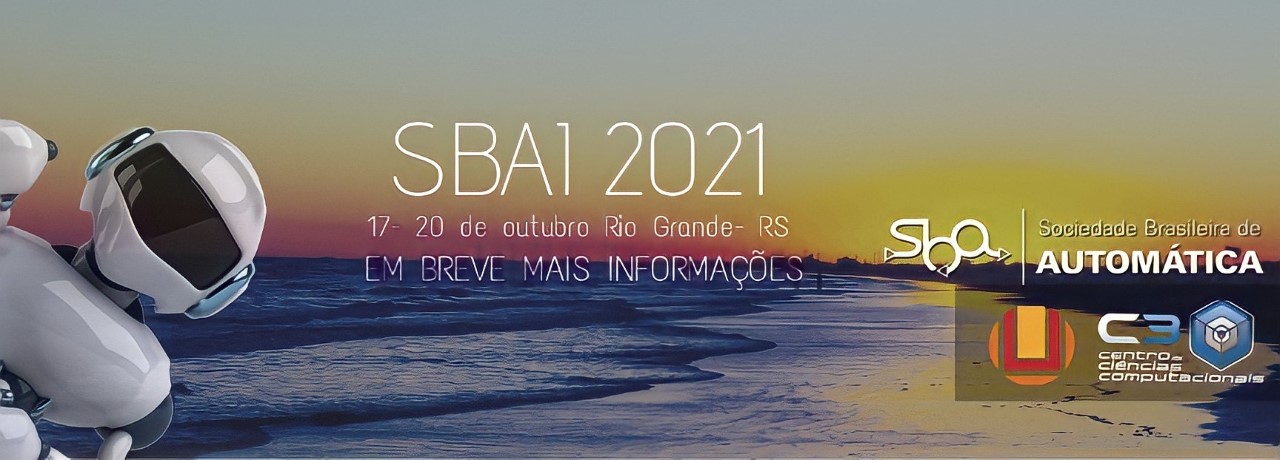 SBAI 2021
17- 20 de outubro Rio Grande- RS
EM BREVE MAIS INFORMAÇÕES
sba
Sociedade Brasileira de
AUTOMÁTICA
C3
centro de
ciências
computacionais